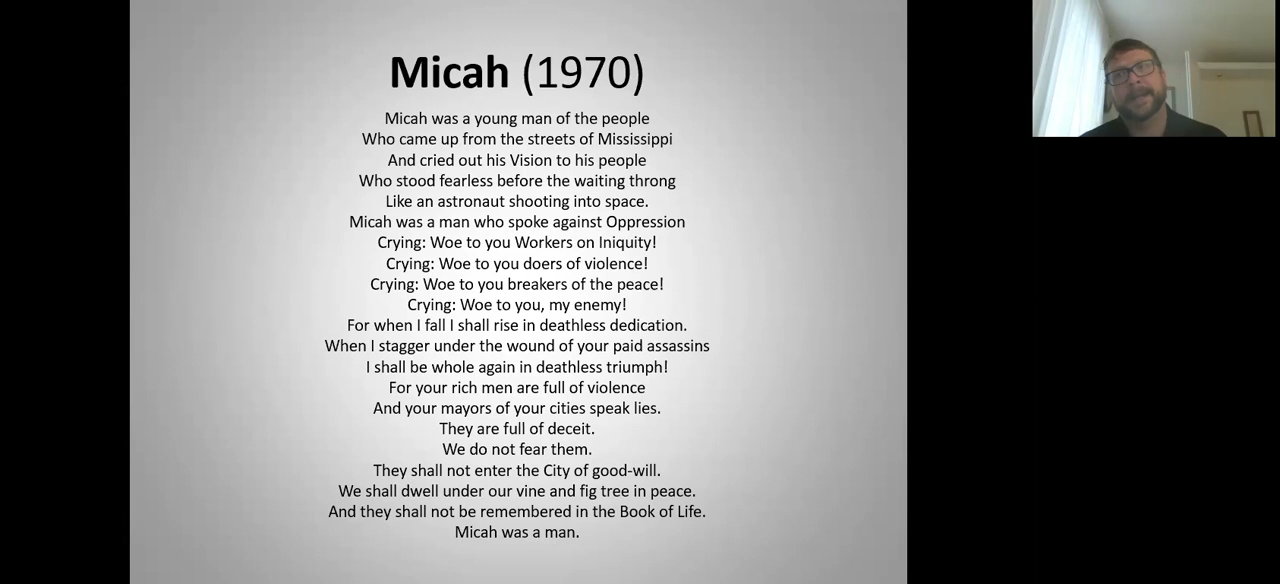 Micah (1970)
Micah was a young man of the people
Who came up from the streets of Mississippi
And cried out his Vision to his people
Who stood fearless before the waiting throng
Like an astronaut shooting into space.
Micah was a man who spoke against Oppression
Crying: Woe to you Workers on Iniquity!
Crying: Woe to you doers of violence!
Crying: Woe to you breakers of the peace!
Crying: Woe to you, my enemy!
For when I fall I shall rise in deathless dedication.
When I stagger under the wound of your paid assassins
I shall be whole again in deathless triumph!
For your rich men are full of violence
And your mayors of your cities speak lies.
They are full of deceit.
We do not fear them.
They shall not enter the City of good-will.
We shall dwell under our vine and fig tree in peace.
And they shall not be remembered in the Book of Life.
Micah was a man.